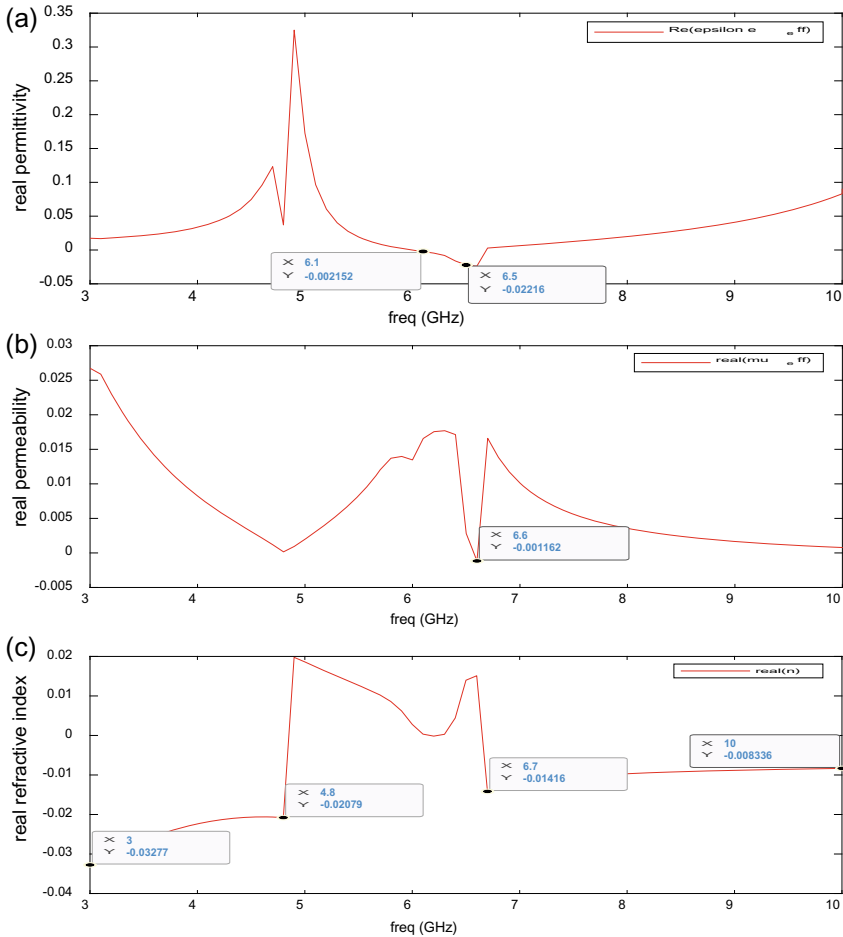 (a)
0.35
0.3
0.25
0.2
0.15
0.1
0.05
0
-0.05
real permittivity
Re(epsilon e e ff)
X 6.1
Y -0.002152
X 6.5
Y -0.02216
3 4 5 6 7 8 9 10
freq (GHz)
(b)
0.03
0.025
0.02
0.015
0.01
0.005
0
-0.005
real permeability
real(mu e ff)
X 6.6
Y -0.001162
3 4 5 6 7 8 9 10
freq (GHz)
(c)
0.02
0.01
0
-0.01
-0.02
-0.03
-0.04
real refractive index
real(n)
X 10
Y -0.008336
X 6.7
Y -0.01416
X 4.8
Y -0.02079
X 3
Y -0.03277
3 4 5 6 7 8 9 10
freq (GHz)